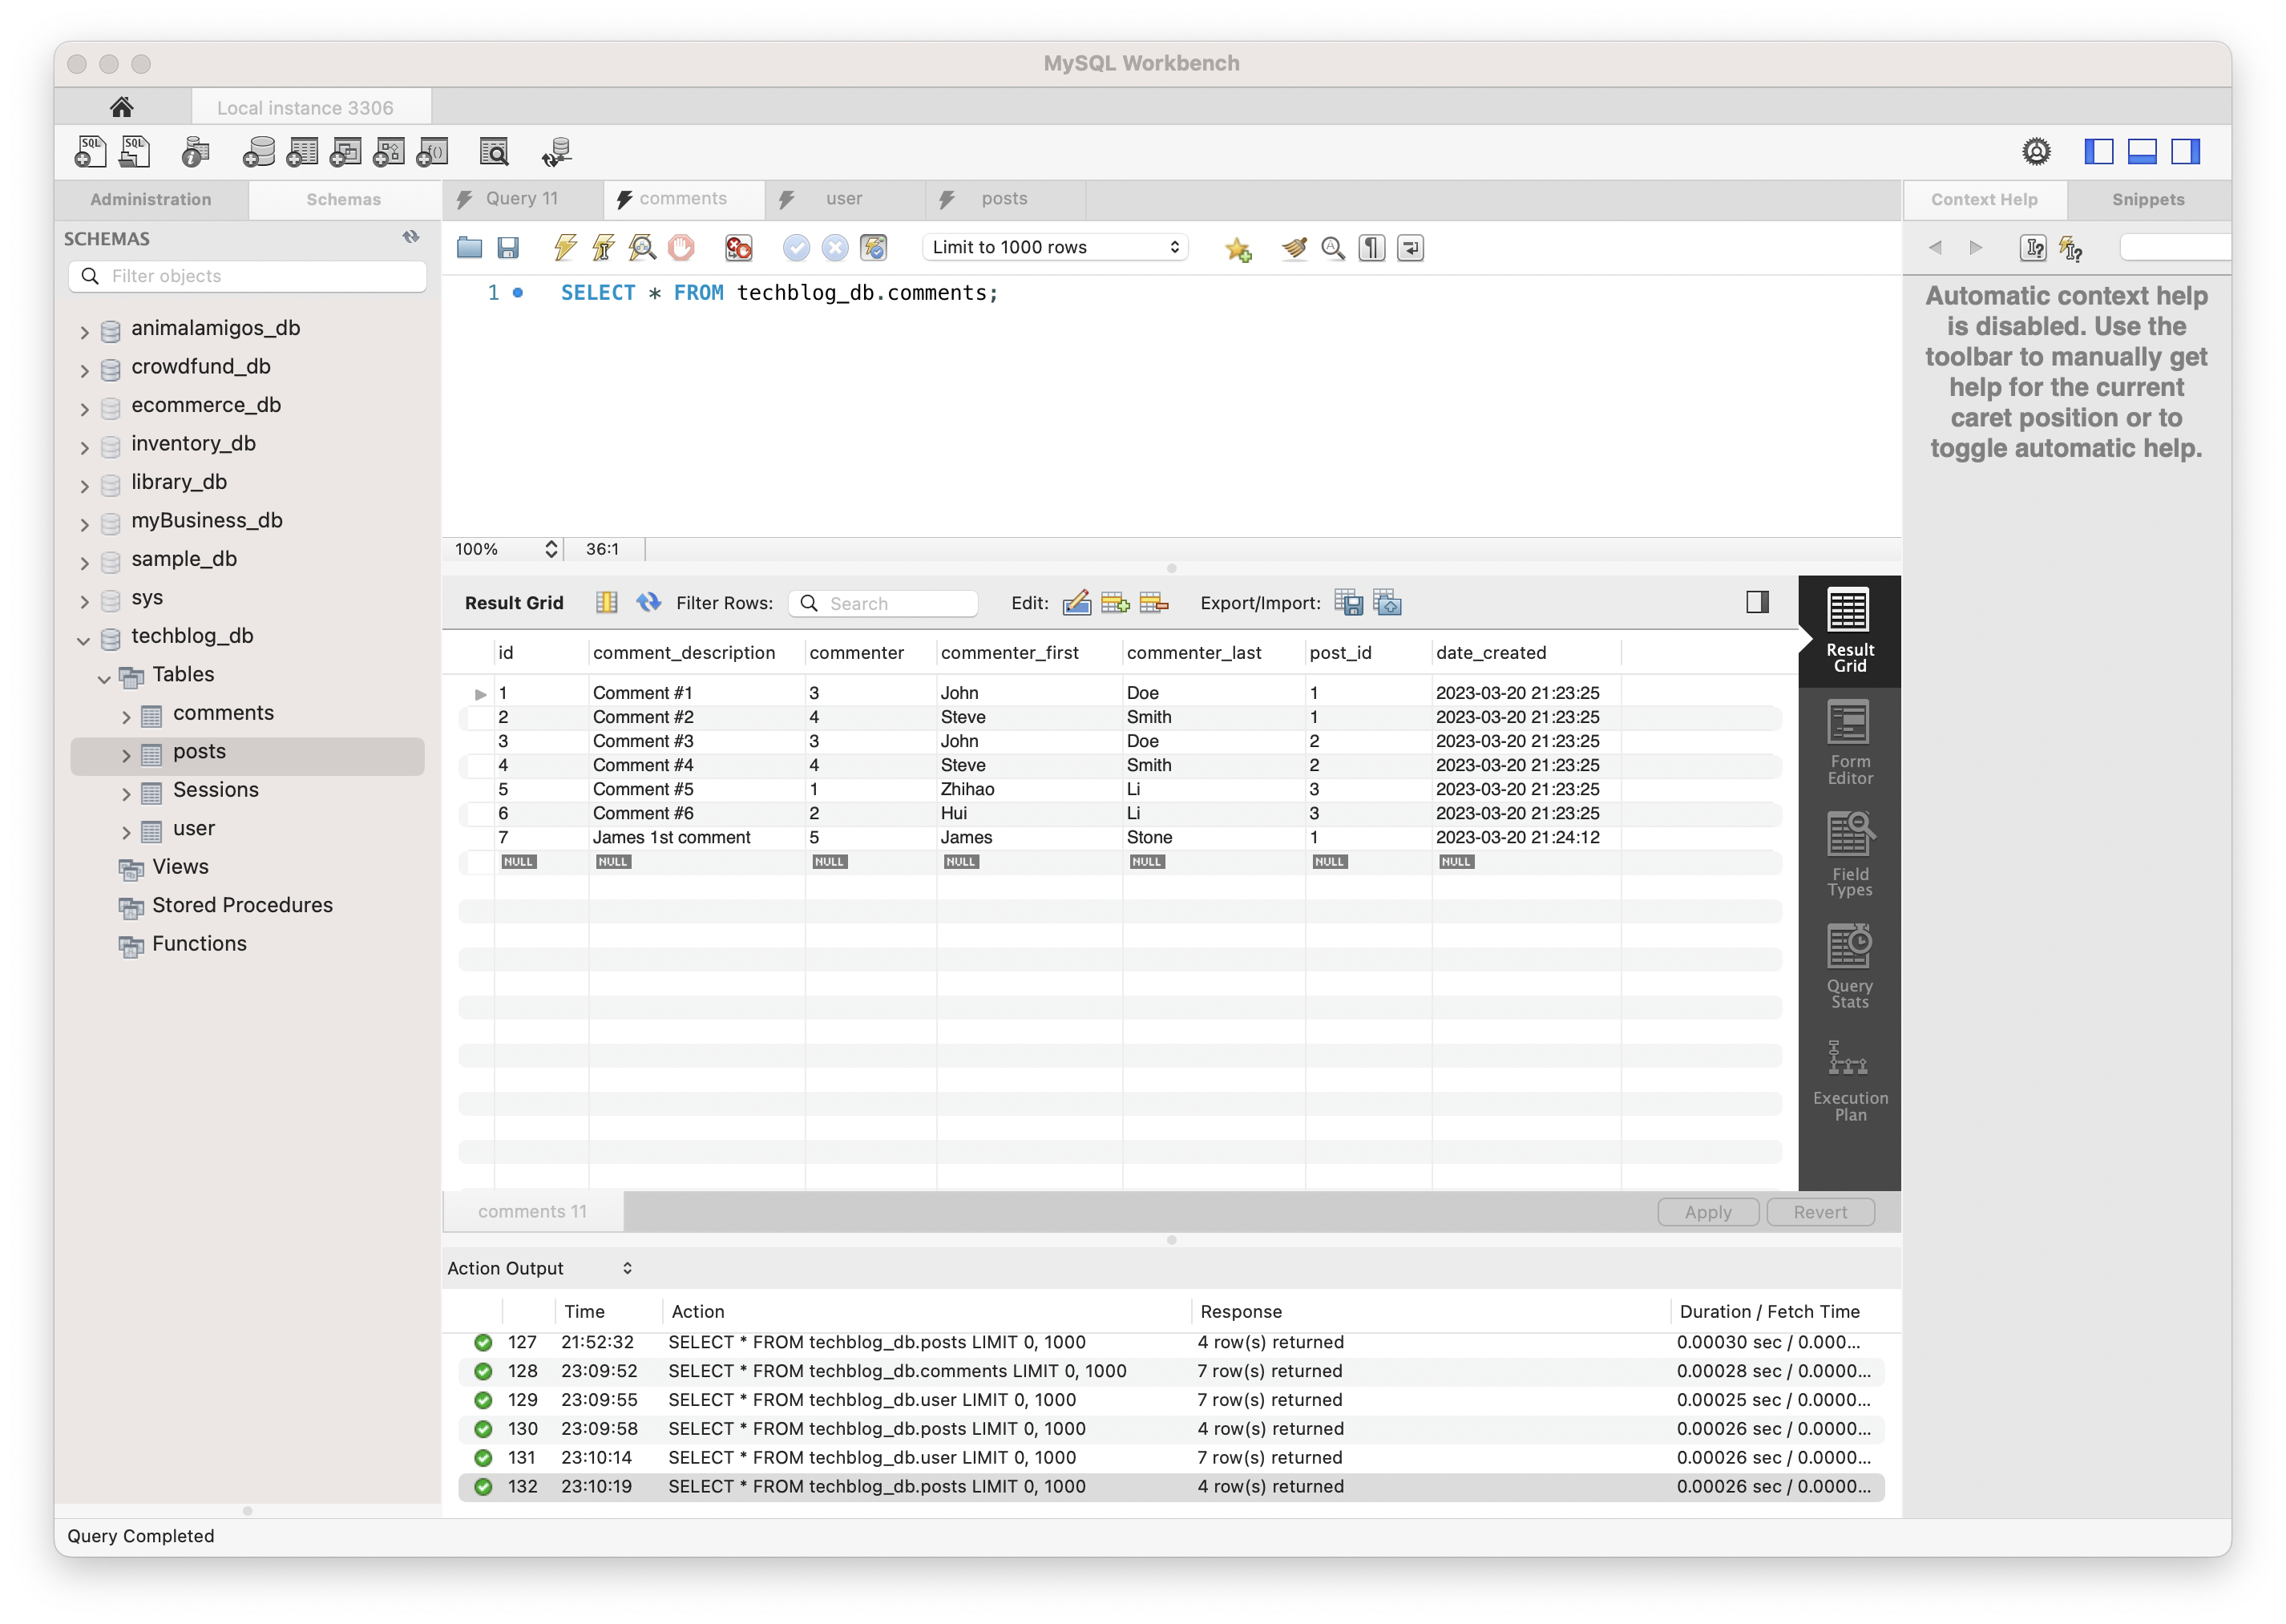 MySQL Workbench
Local instance 3306
Administration Schemas
Query 11 comments user posts
Context Help Snippets
SCHEMAS
Filter objects
Limit to 1000 rows
1 SELECT * FROM techblog_db.comments;
Automatic context help
is disabled. Use the
toolbar to manually get
help for the current
caret position or to
toggle automatic help.
animalamigos_db
crowdfund_db
ecommerce_db
inventory_db
library_db
myBusiness_db
sample_db
sys
techblog_db
Tables
comments
posts
Sessions
user
Views
Stored Procedures
Functions
100% 36:1
Result Grid Filter Rows: Search Edit: Export/Import:
id comment_description commenter commenter_first commenter_last post_id date_created
1 Comment #1 3 John Doe 1 2023-03-20 21:23:25
2 Comment #2 4 Steve Smith 1 2023-03-20 21:23:25
3 Comment #3 3 John Doe 2 2023-03-20 21:23:25
4 Comment #4 4 Steve Smith 2 2023-03-20 21:23:25
5 Comment #5 1 Zhihao Li 3 2023-03-20 21:23:25
6 Comment #6 2 Hui Li 3 2023-03-20 21:23:25
7 James 1st comment 5 James Stone 1 2023-03-20 21:24:12
NULL NULL NULL NULL NULL NULL NULL
Result
Grid
Form
Editor
Field
Types
Query
Stats
Execution
Plan
comments 11 Apply Revert
Action Output
Time Action Response Duration / Fetch Time
127 21:52:32 SELECT * FROM techblog_db.posts LIMIT 0, 1000 4 row(s) returned 0.00030 sec / 0.000...
128 23:09:52 SELECT * FROM techblog_db.comments LIMIT 0, 1000 7 row(s) returned 0.00028 sec / 0.0000...
129 23:09:55 SELECT * FROM techblog_db.user LIMIT 0, 1000 7 row(s) returned 0.00025 sec / 0.0000...
130 23:09:58 SELECT * FROM techblog_db.posts LIMIT 0, 1000 4 row(s) returned 0.00026 sec / 0.0000...
131 23:10:14 SELECT * FROM techblog_db.user LIMIT 0, 1000 7 row(s) returned 0.00026 sec / 0.0000...
132 23:10:19 SELECT * FROM techblog_db.posts LIMIT 0, 1000 4 row(s) returned 0.00026 sec / 0.0000...
Query Completed